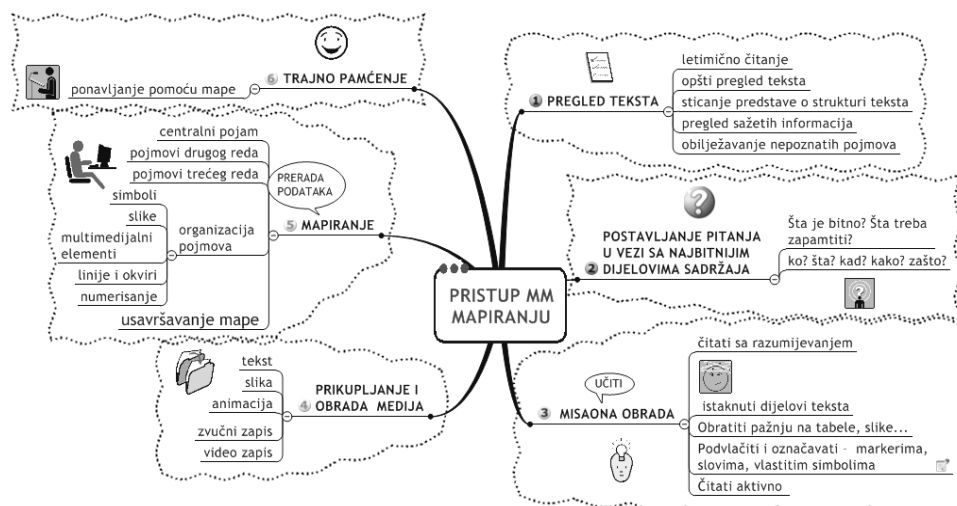 PRISTUP MM
MAPIRANJU
1 PREGLED TEKSTA
letimično čitanje
opšti pregled teksta
sticanje predstave o strukturi teksta
pregled sažetih informacija
obilježavanje nepoznatih pojmova
POSTAVLJANJE PITANJA
U VEZI SA NAJBITNIJIM
2 DIJELOVIMA SADRŽAJA
Šta je bitno? Šta treba
zapamtiti?
ko? šta? kad? kako? zašto?
UČITI
3 MISAONA OBRADA
čitati sa razumijevanjem
istaknuti dijelovi teksta
Obratiti pažnju na tabele, slike...
Podvlačiti i označavati - markerima,
slovima, vlastitim simbolima
Čitati aktivno
PRIKUPLJANJE I
4 OBRADA MEDIJA
tekst
slika
animacija
zvučni zapis
video zapis
PRERADA
PODATAKA
5 MAPIRANJE
centralni pojam
pojmovi drugog reda
pojmovi trećeg reda
organizacija
pojmova
simboli
slike
multimedijalni
elementi
linije i okviri
numerisanje
usavršavanje mape
6 TRAJNO PAMĆENJE
ponavljanje pomoću mape